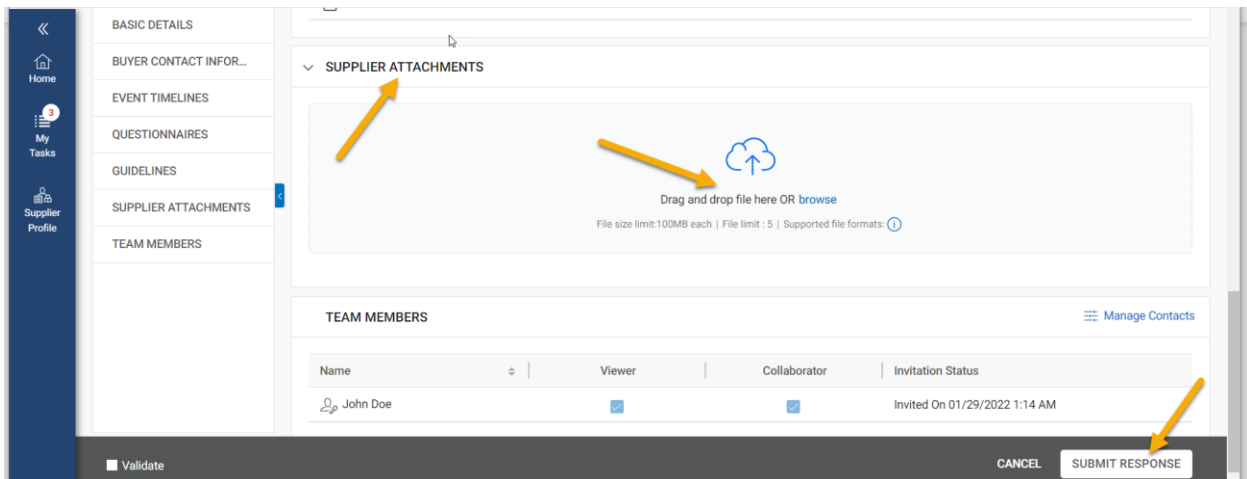 Home
3
My
Tasks
Supplier
Profile
BASIC DETAILS
BUYER CONTACT INFOR...
EVENT TIMELINES
QUESTIONNAIRES
GUIDELINES
SUPPLIER ATTACHMENTS
TEAM MEMBERS
SUPPLIER ATTACHMENTS
Drag and drop file here OR browse
File size limit:100MB each | File limit : 5 | Supported file formats: i
TEAM MEMBERS
Manage Contacts
Name Viewer Collaborator Invitation Status
John Doe Invited On 01/29/2022 1:14 AM
Validate CANCEL SUBMIT RESPONSE